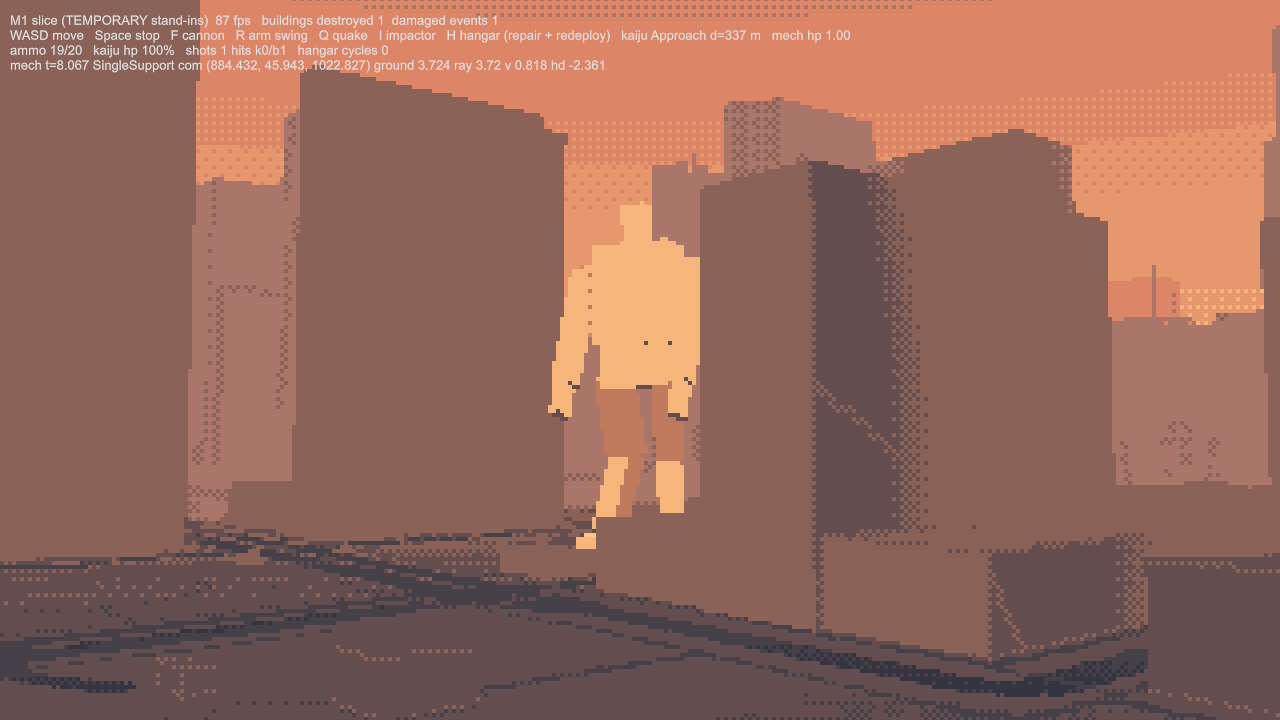 M1 slice (TEMPORARY stand-ins)  87 fps   buildings destroyed 1  damaged events 1
WASD move   Space stop   F cannon   R arm swing   Q quake   I impactor   H hangar (repair + redeploy)   kaiju Approach d=337 m   mech hp 1.00
ammo 19/20   kaiju hp 100%   shots 1 hits k0/b1   hangar cycles 0
mech t=8.067 SingleSupport com (884.432, 45.943, 1022.827) ground 3.724 ray 3.72 v 0.818 hd -2.361